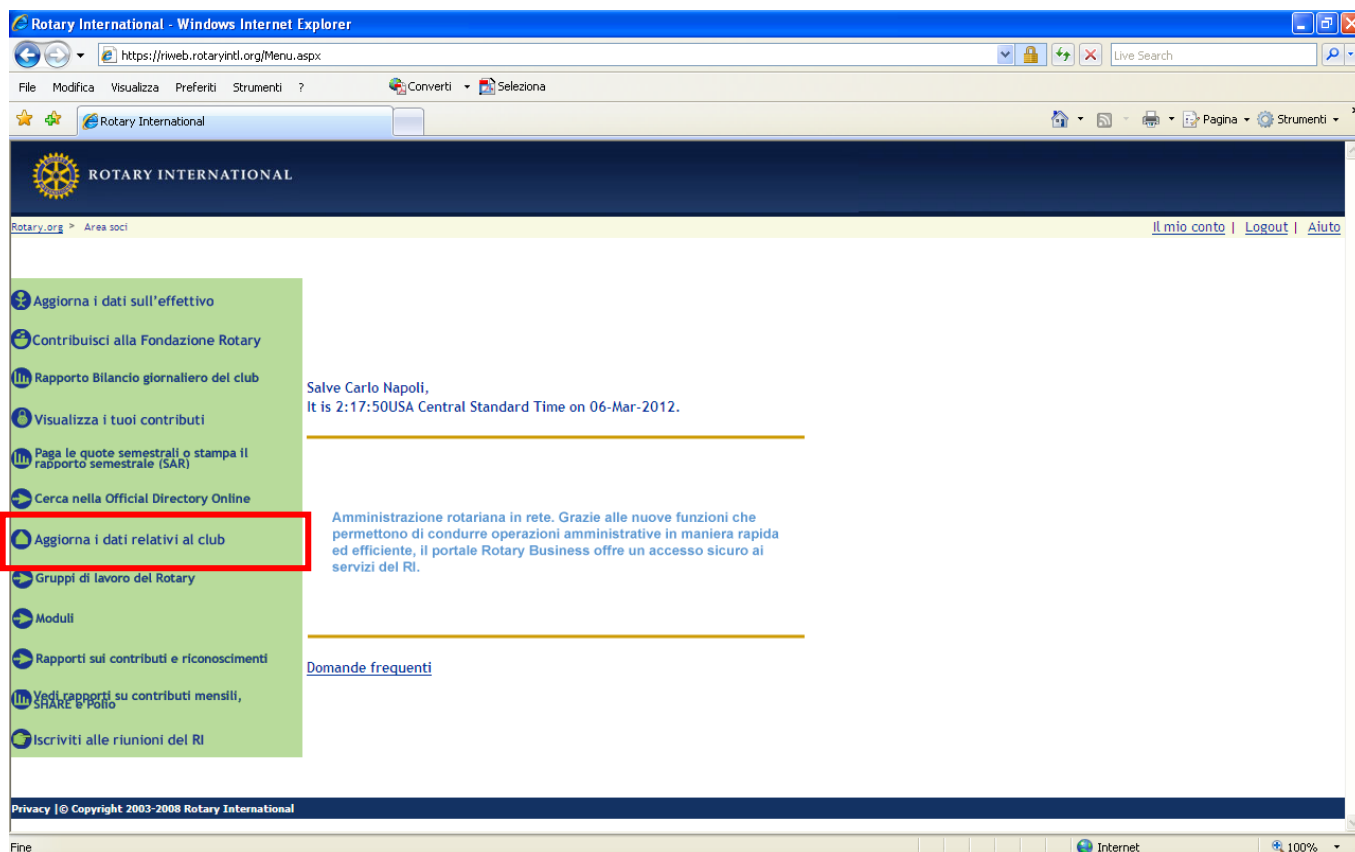 Rotary International - Windows Internet Explorer
https://riweb.rotaryintl.org/Menu.aspx
Live Search
File Modifica Visualizza Preferiti Strumenti ?
Converti
Seleziona
Rotary International
Pagina
Strumenti
ROTARY INTERNATIONAL
Rotary.org > Area soci
Il mio conto | Logout | Aiuto
Aggiorna i dati sull'effettivo
Contribuisci alla Fondazione Rotary
Rapporto Bilancio giornaliero del club
Visualizza i tuoi contributi
Paga le quote semestrali o stampa il
rapporto semestrale (SAR)
Cerca nella Official Directory Online
Aggiorna i dati relativi al club
Gruppi di lavoro del Rotary
Moduli
Rapporti sui contributi e riconoscimenti
Vedi rapporti su contributi mensili,
SHARE e Polio
Iscriviti alle riunioni del RI
Salve Carlo Napoli,
It is 2:17:50USA Central Standard Time on 06-Mar-2012.
Amministrazione rotariana in rete. Grazie alle nuove funzioni che
permettono di condurre operazioni amministrative in maniera rapida
ed efficiente, il portale Rotary Business offre un accesso sicuro ai
servizi del RI.
Domande frequenti
Privacy |© Copyright 2003-2008 Rotary International
Fine
Internet
100%